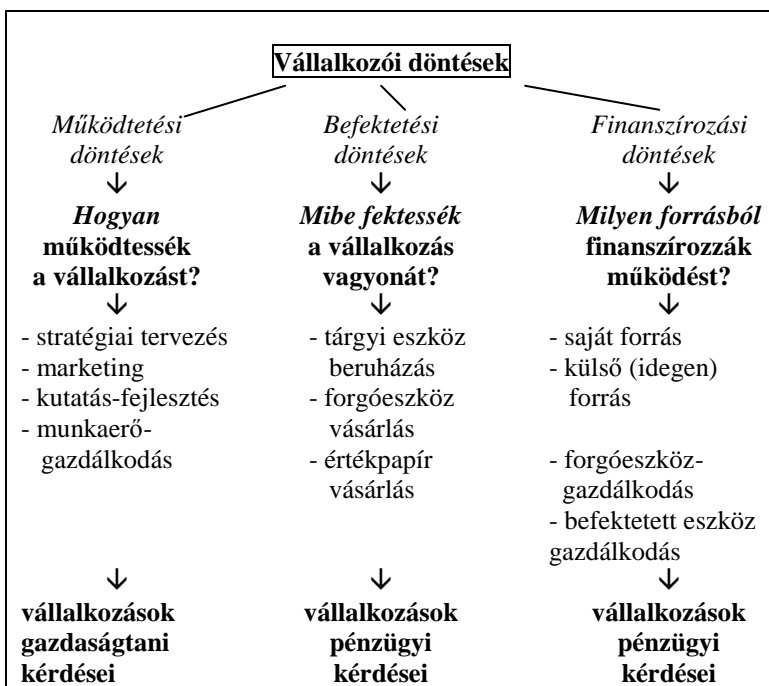 Vállalkozói döntések
Működtetési
döntések
↓
Hogyan
működtessék
a vállalkozást?
↓
- stratégiai tervezés
- marketing
- kutatás-fejlesztés
- munkaerő-
gazdálkodás
↓
vállalkozások
gazdaságtani
kérdései
Befektetési
döntések
↓
Mibe fektessék
a vállalkozás
vagyonát?
↓
- tárgyi eszköz
beruházás
- forgóeszköz
vásárlás
- értékpapír
vásárlás
↓
vállalkozások
pénzügyi
kérdései
Finanszírozási
döntések
↓
Milyen forrásból
finanszírozzák
működést?
↓
- saját forrás
- külső (idegen)
forrás
- forgóeszköz-
gazdálkodás
- befektetett eszköz
gazdálkodás
↓
vállalkozások
pénzügyi
kérdései